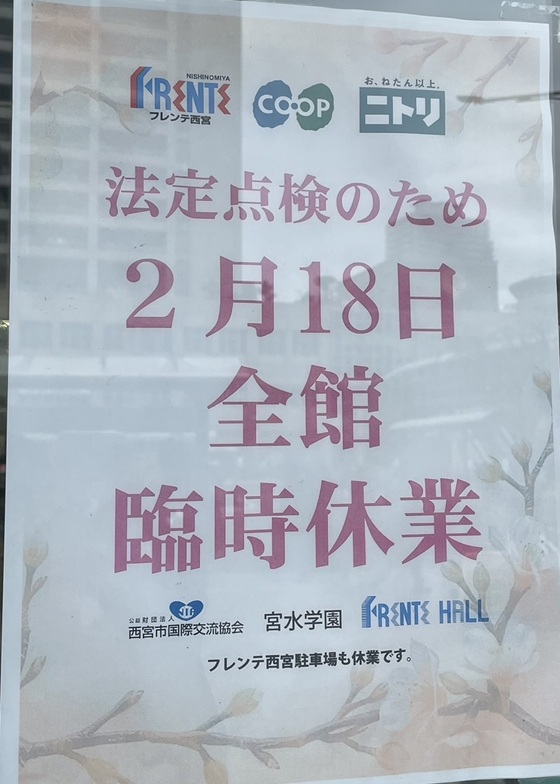 NISHINOMIYA
FRENTE
フレンテ西宮
CO・OP
お、ねだん以上。
ニトリ
法定点検のため
２月18日
全館
臨時休業
公益財団法人
西宮市国際交流協会
宮水学園
FRENTE HALL
フレンテ西宮駐車場も休業です。